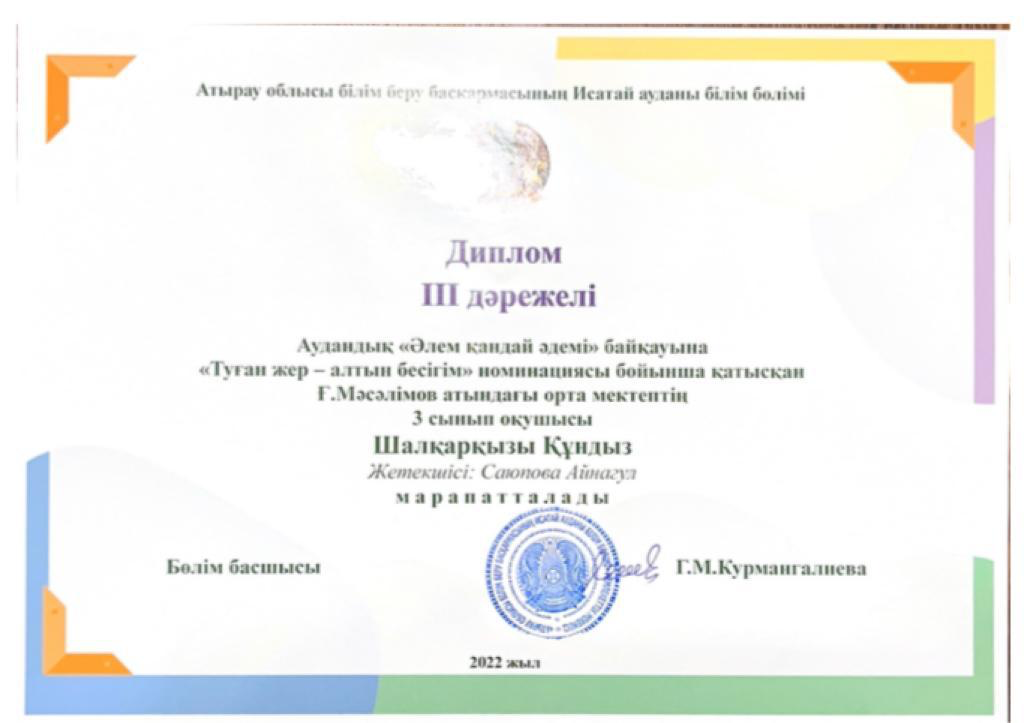 Атырау облысы білім беру басқармасының Исатай ауданы білім бөлімі
Диплом
III дәрежелі
Аудандық «Әлем қандай әдемі» байқауына
«Туған жер – алтын бесігім» номинациясы бойынша қатысқан
Ғ.Мәсәлімов атындағы орта мектептің
3 сынып оқушысы
Шалқарқызы Құндыз
Жетекшісі: Саюпова Айнагул
марапатталады
Бөлім басшысы
Г.М.Курмангалиева
2022 жыл